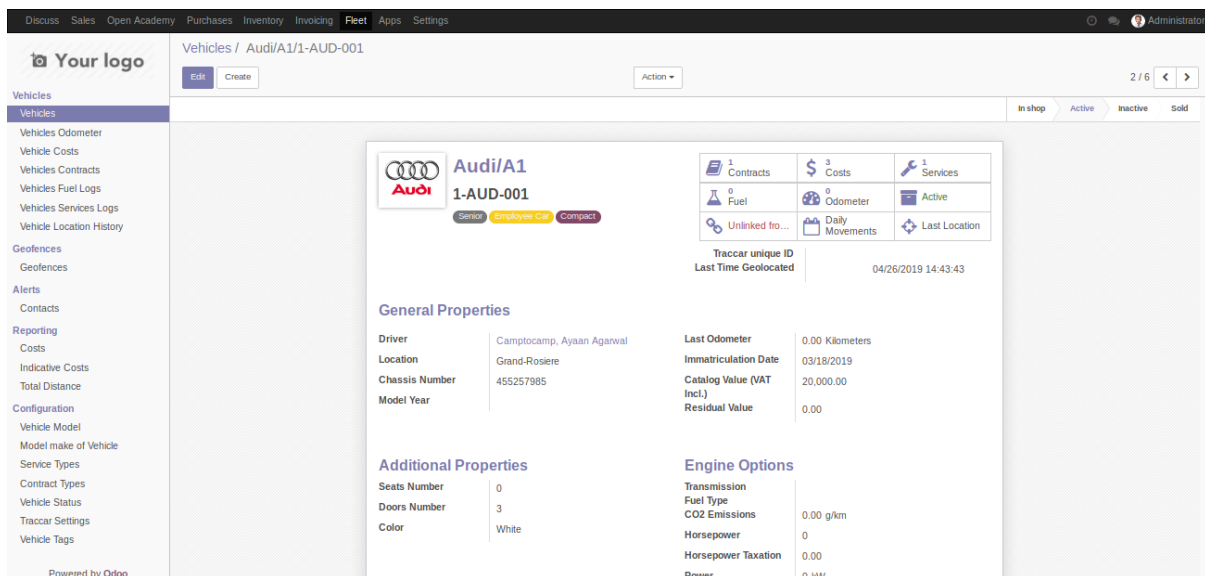 Discuss Sales Open Academy Purchases Inventory Invoicing Fleet Apps Settings Administrator
Your logo
Vehicles
Vehicles
Vehicles Odometer
Vehicle Costs
Vehicles Contracts
Vehicles Fuel Logs
Vehicles Services Logs
Vehicle Location History
Geofences
Geofences
Alerts
Contacts
Reporting
Costs
Indicative Costs
Total Distance
Configuration
Vehicle Model
Model make of Vehicle
Service Types
Contract Types
Vehicle Status
Traccar Settings
Vehicle Tags
Powered by Odoo
Vehicles / Audi/A1/1-AUD-001
Edit Create Action 2 / 6
In shop Active Inactive Sold
Audi
Audi/A1
1-AUD-001
Senior Employee Car Compact
1 Contracts
3 Costs
1 Services
0 Fuel
0 Odometer
Active
Unlinked fro...
Daily Movements
Last Location
Traccar unique ID
Last Time Geolocated 04/26/2019 14:43:43
General Properties
Driver Camptocamp, Ayaan Agarwal
Location Grand-Rosiere
Chassis Number 455257985
Model Year
Last Odometer 0.00 Kilometers
Immatriculation Date 03/18/2019
Catalog Value (VAT Incl.) 20,000.00
Residual Value 0.00
Additional Properties
Seats Number 0
Doors Number 3
Color White
Engine Options
Transmission
Fuel Type
CO2 Emissions 0.00 g/km
Horsepower 0
Horsepower Taxation 0.00
Power 0 kW